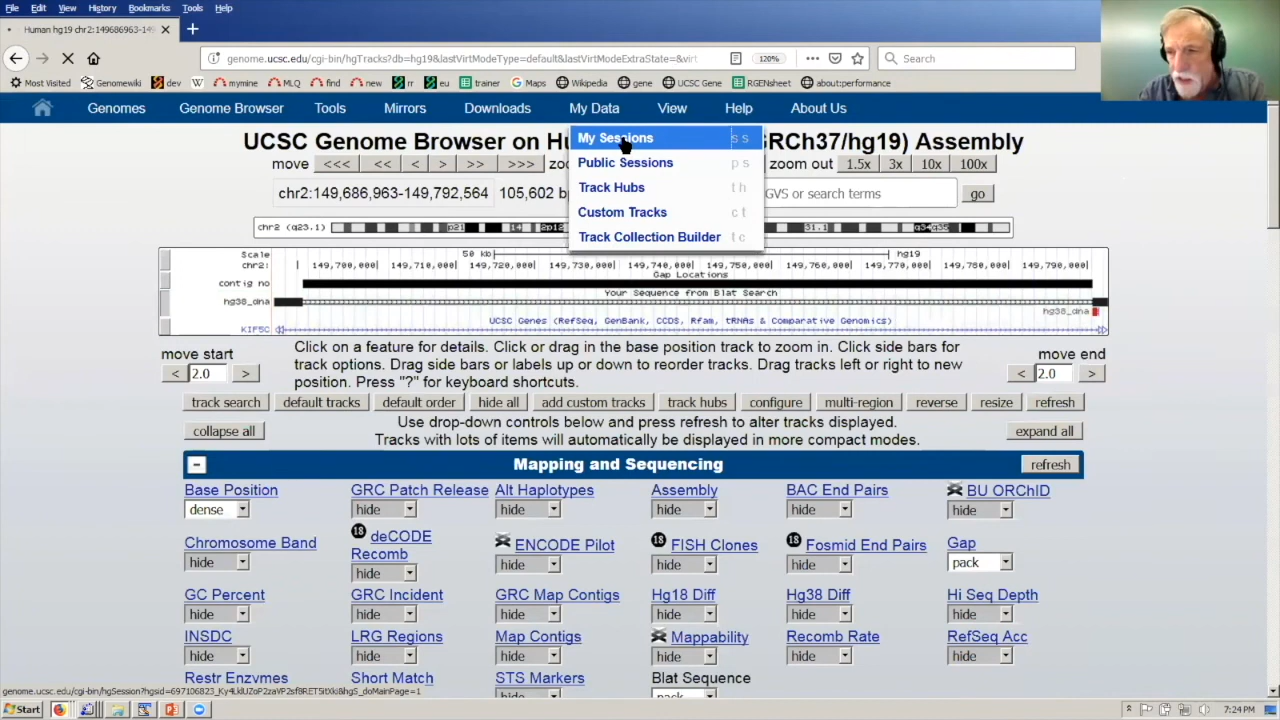 File Edit View History Bookmarks Tools Help
Human hg19 chr2:149686963-149
genome.ucsc.edu/cgi-bin/hgTracks?db=hg19&lastVirtModeType=default&lastVirtModeExtraState=&virt 120% Search
Most Visited Genomewiki dev mymine MLQ find new rr eu trainer Maps Wikipedia gene UCSC Gene RGENsheet about:performance
Genomes Genome Browser Tools Mirrors Downloads My Data View Help About Us
My Sessions s s
Public Sessions p s
Track Hubs t h
Custom Tracks c t
Track Collection Builder t c
UCSC Genome Browser on Hu GRCh37/hg19) Assembly
move <<< << < > >> >>> zoom out 1.5x 3x 10x 100x
chr2:149,686,963-149,792,564 105,602 bp GVS or search terms go
chr2 (q23.1) p21 14 2p12 31.1 q34 q35
Scale 50 kb hg19
chr2: 149,700,000 149,710,000 149,720,000 149,730,000 149,740,000 149,750,000 149,760,000 149,770,000 149,780,000 149,790,000
Gap Locations
contig no
Your Sequence from Blat Search
hg38_dna
hg38_dna
UCSC Genes (RefSeq, GenBank, CCDS, Rfam, tRNAs & Comparative Genomics)
KIF5C
move start Click on a feature for details. Click or drag in the base position track to zoom in. Click side bars for move end
< 2.0 > track options. Drag side bars or labels up or down to reorder tracks. Drag tracks left or right to new < 2.0 >
position. Press "?" for keyboard shortcuts.
track search default tracks default order hide all add custom tracks track hubs configure multi-region reverse resize refresh
collapse all Use drop-down controls below and press refresh to alter tracks displayed. expand all
Tracks with lots of items will automatically be displayed in more compact modes.
- Mapping and Sequencing refresh
Base Position GRC Patch Release Alt Haplotypes Assembly BAC End Pairs BU ORChID
dense hide hide hide hide hide
Chromosome Band 18 deCODE Recomb ENCODE Pilot 18 FISH Clones 18 Fosmid End Pairs Gap
hide hide hide hide hide pack
GC Percent GRC Incident GRC Map Contigs Hg18 Diff Hg38 Diff Hi Seq Depth
hide hide hide hide hide hide
INSDC LRG Regions Map Contigs Mappability Recomb Rate RefSeq Acc
hide hide hide hide hide hide
Restr Enzymes Short Match STS Markers Blat Sequence
pack
Start 7:24 PM